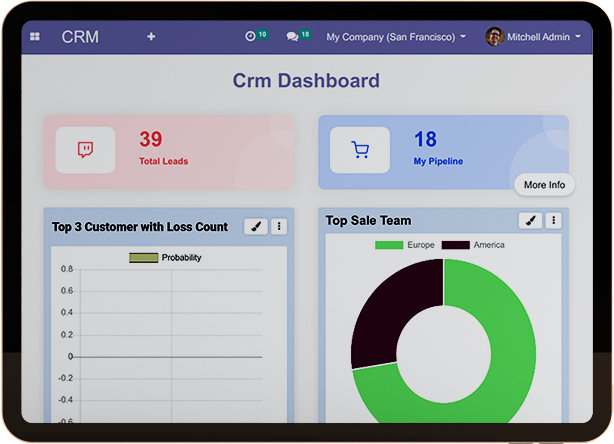 CRM
10
18
My Company (San Francisco)
Mitchell Admin
Crm Dashboard
39
Total Leads
18
My Pipeline
More Info
Top 3 Customer with Loss Count
Probability
0.8
0.6
0.4
0.2
0
-0.2
-0.4
-0.6
Top Sale Team
Europe
America